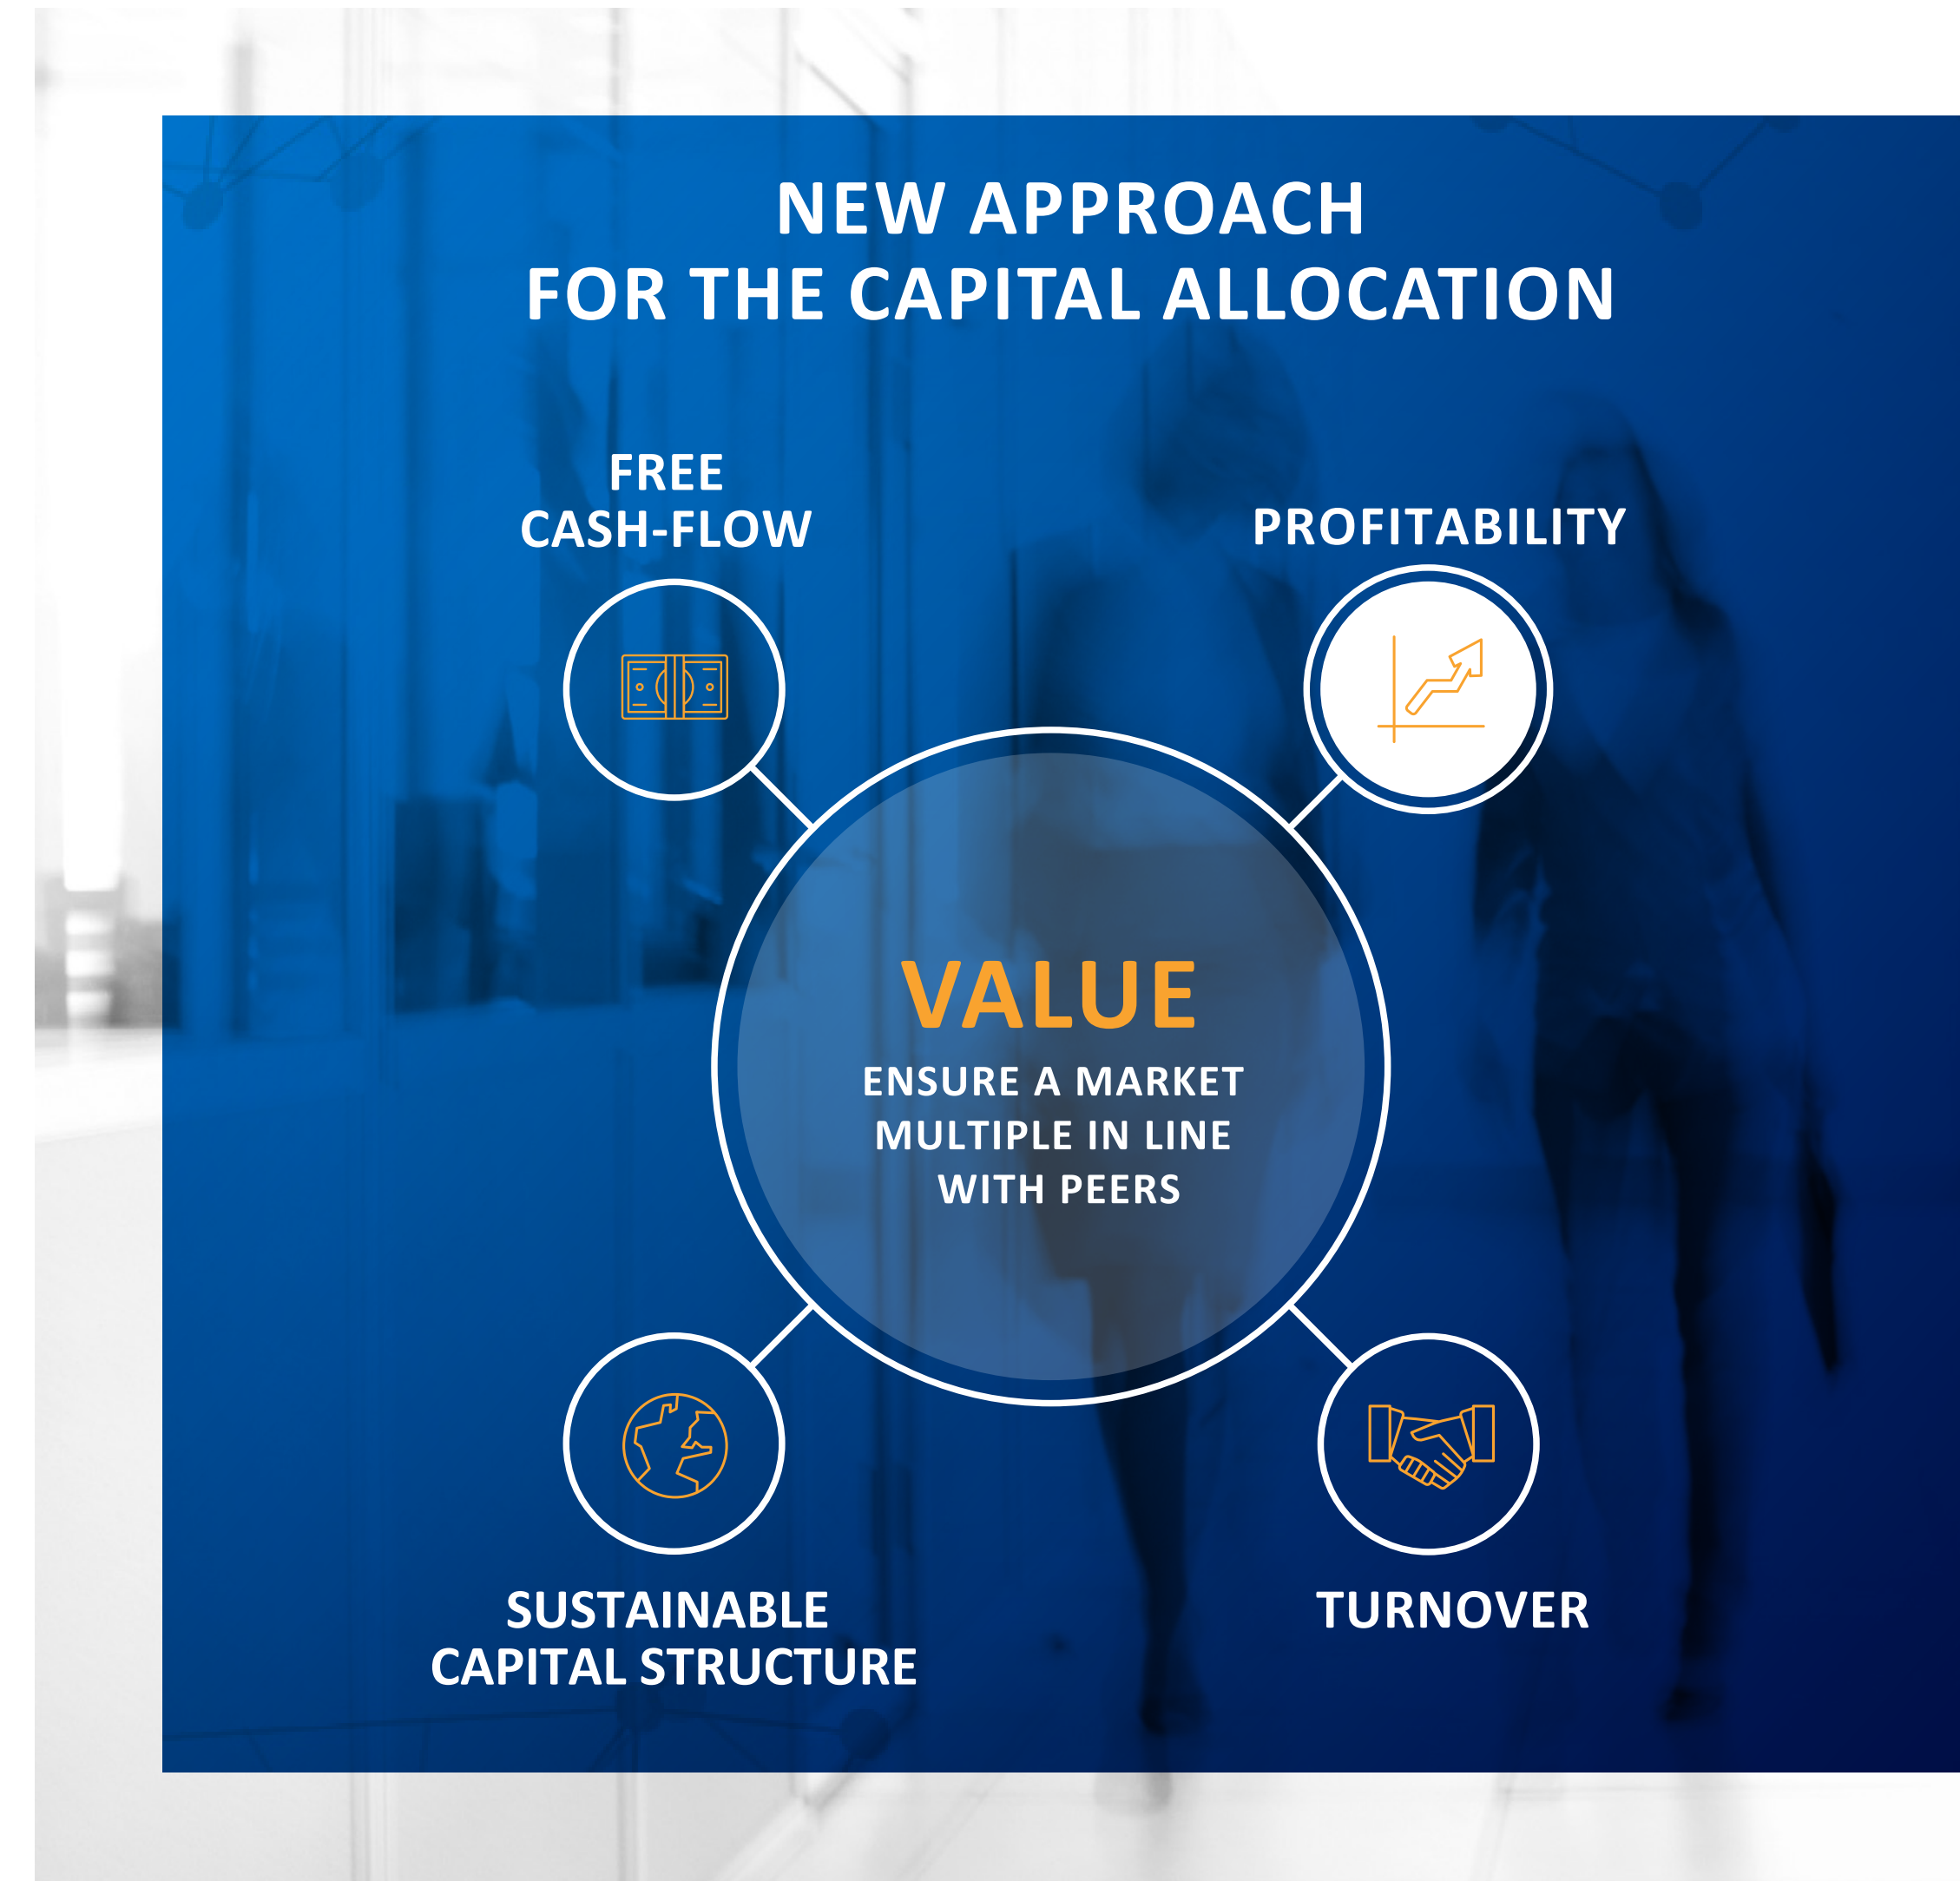 NEW APPROACH
FOR THE CAPITAL ALLOCATION
FREE
CASH-FLOW
PROFITABILITY
VALUE
ENSURE A MARKET
MULTIPLE IN LINE
WITH PEERS
SUSTAINABLE
CAPITAL STRUCTURE
TURNOVER